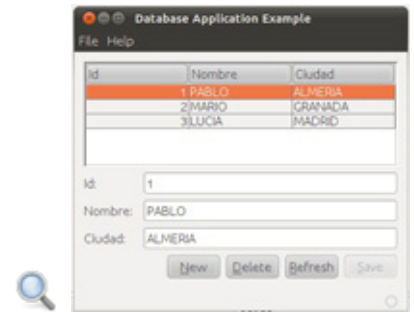 Database Application Example
File Help
Id Nombre Ciudad
1 PABLO ALMERIA
2 MARIO GRANADA
3 LUCIA MADRID
Id: 1
Nombre: PABLO
Ciudad: ALMERIA
New Delete Refresh Save